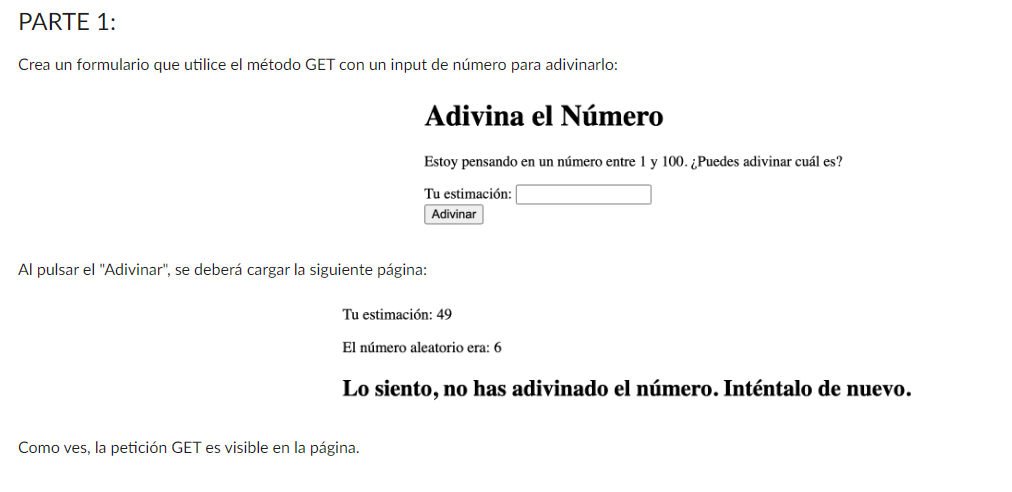 PARTE 1:
Crea un formulario que utilice el método GET con un input de número para adivinarlo:
Adivina el Número
Estoy pensando en un número entre 1 y 100. ¿Puedes adivinar cuál es?
Tu estimación:
Adivinar
Al pulsar el "Adivinar", se deberá cargar la siguiente página:
Tu estimación: 49
El número aleatorio era: 6
Lo siento, no has adivinado el número. Inténtalo de nuevo.
Como ves, la petición GET es visible en la página.